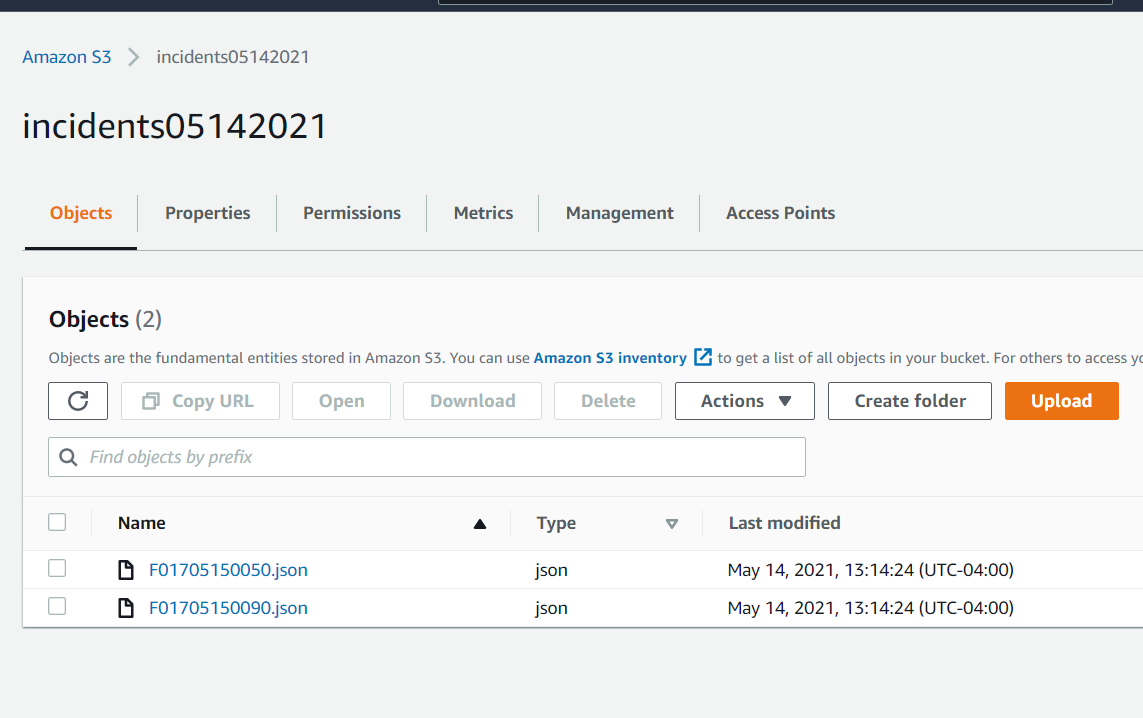 Amazon S3 > incidents05142021
incidents05142021
Objects Properties Permissions Metrics Management Access Points
Objects (2)
Objects are the fundamental entities stored in Amazon S3. You can use Amazon S3 inventory to get a list of all objects in your bucket. For others to access
Copy URL Open Download Delete Actions Create folder Upload
Find objects by prefix
Name Type Last modified
F01705150050.json json May 14, 2021, 13:14:24 (UTC-04:00)
F01705150090.json json May 14, 2021, 13:14:24 (UTC-04:00)